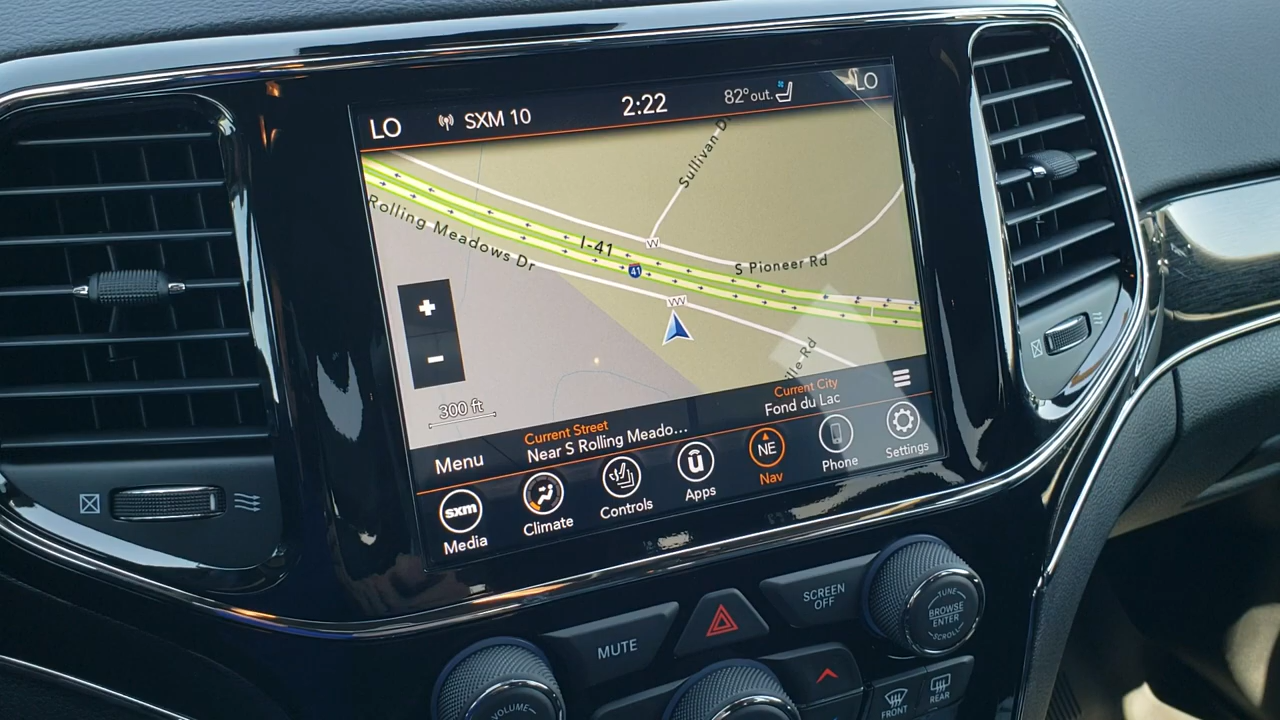 LO
SXM 10
2:22
82° out.
LO
Sullivan D
Rolling Meadows Dr
I-41
W
41
S Pioneer Rd
W
+
-
lle-Rd
300 ft
Current City
Fond du Lac
Current Street
Near S Rolling Meado...
Menu
sxm
Media
Climate
Controls
u
Apps
NE
Nav
Phone
Settings
SCREEN
OFF
TUNE
BROWSE
ENTER
SCROLL
MUTE
VOLUME
FRONT
REAR